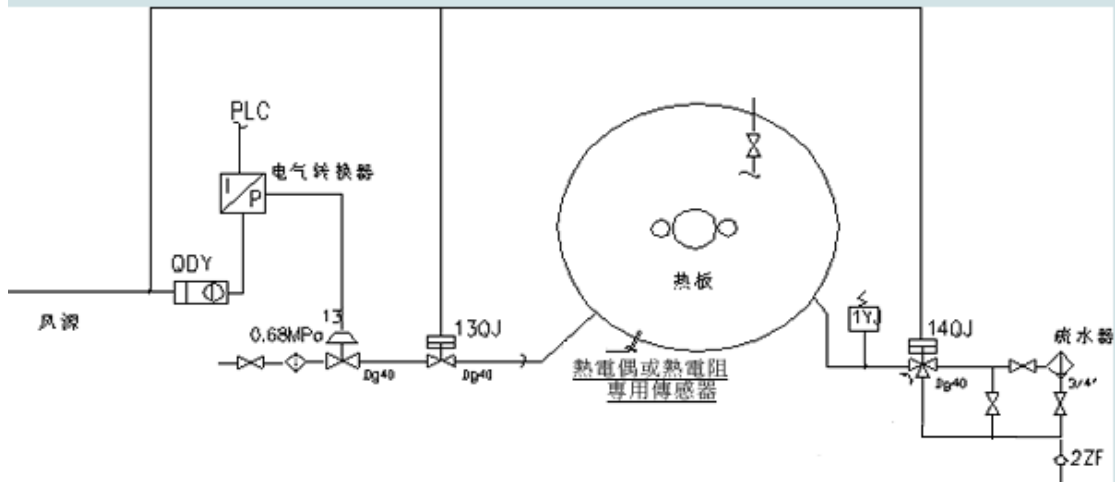 PLC
电气转换器
I
P
QDY
风源
0.68MPa
13
13QJ
Dg40
Dg40
热板
熱電偶或熱電阻
專用傳感器
1YJ
14QJ
疏水器
Dg40
3/4"
2ZF